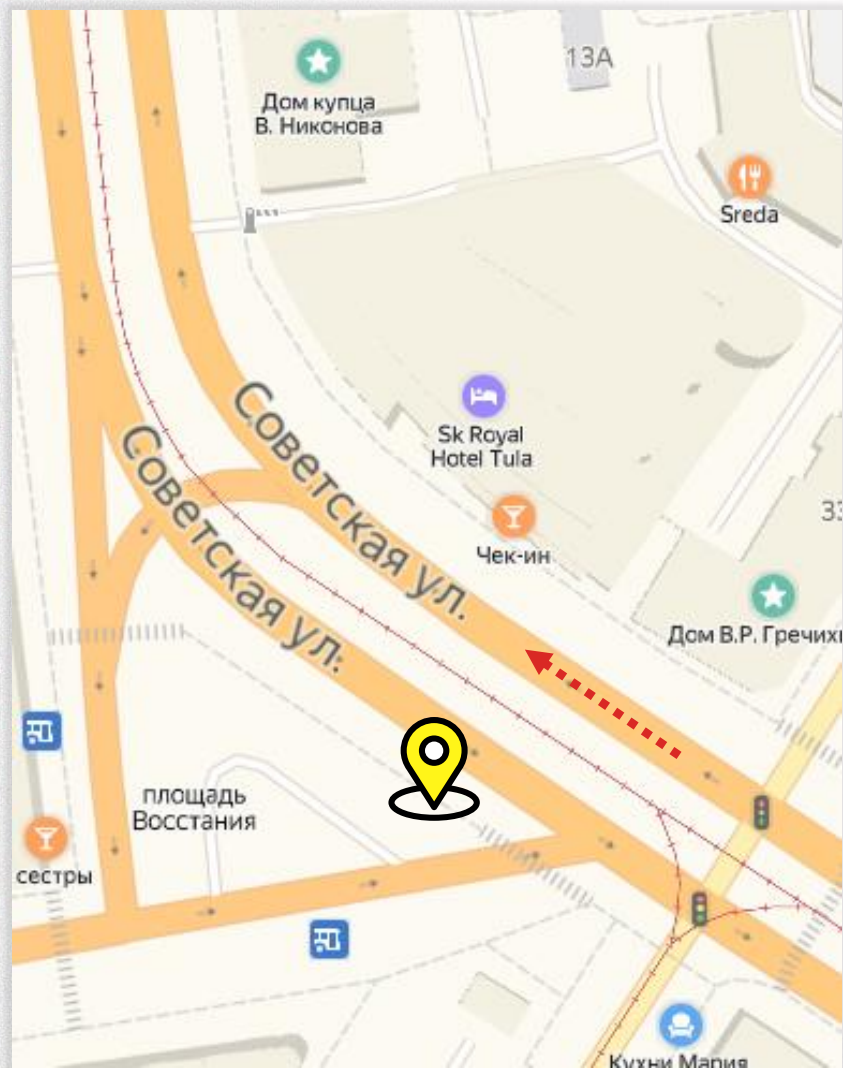 13А
Дом купца
В. Никонова
Sreda
Советская ул.
Sk Royal
Hotel Tula
Советская ул.
Чек-ин
33
Дом В.Р. Гречих
площадь
Восстания
сестры
Кухни Мария